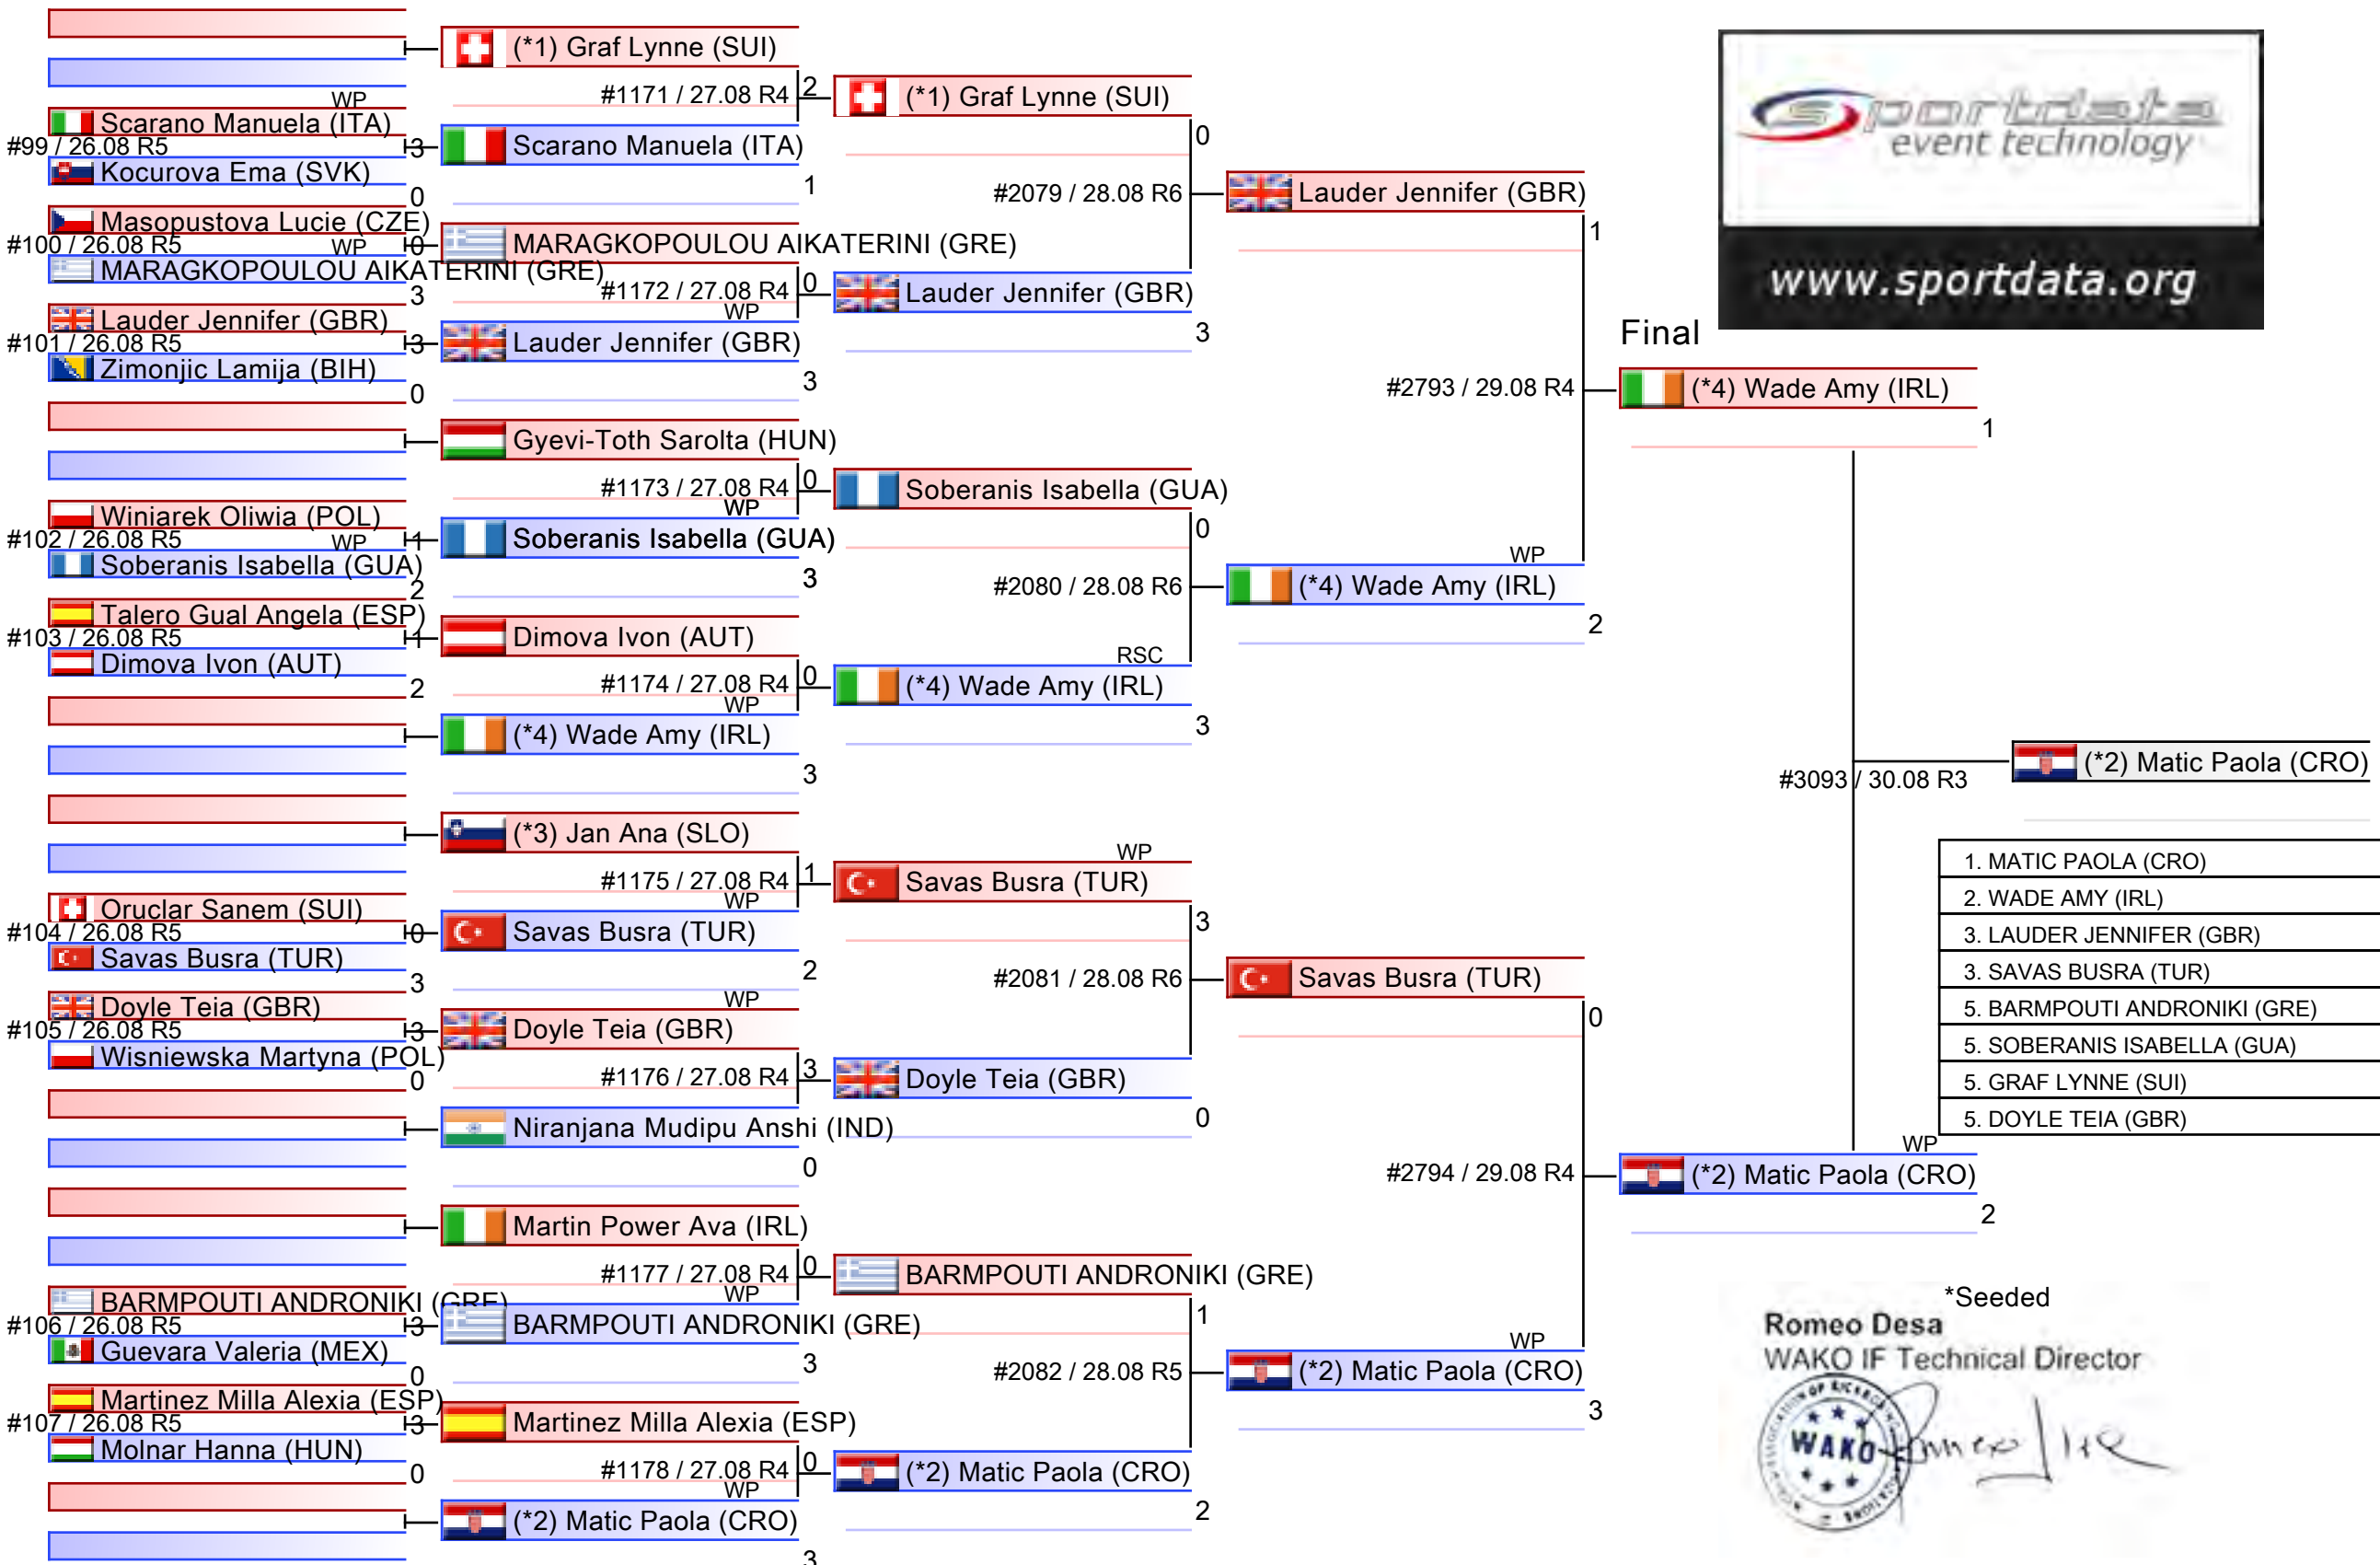 (*1) Graf Lynne (SUI)
#1171 / 27.08 R4
2
(*1) Graf Lynne (SUI)
0
WP
Scarano Manuela (ITA)
#99 / 26.08 R5
3
Kocurova Ema (SVK)
0
Scarano Manuela (ITA)
1
#2079 / 28.08 R6
Lauder Jennifer (GBR)
1
Masopustova Lucie (CZE)
#100 / 26.08 R5
WP
0
MARAGKOPOULOU AIKATERINI (GRE)
3
MARAGKOPOULOU AIKATERINI (GRE)
#1172 / 27.08 R4
0
WP
Lauder Jennifer (GBR)
3
Lauder Jennifer (GBR)
#101 / 26.08 R5
3
Zimonjic Lamija (BIH)
0
Lauder Jennifer (GBR)
3
#2793 / 29.08 R4
Final
(*4) Wade Amy (IRL)
1
Gyevi-Toth Sarolta (HUN)
#1173 / 27.08 R4
0
WP
Soberanis Isabella (GUA)
0
Winiarek Oliwia (POL)
#102 / 26.08 R5
WP
1
Soberanis Isabella (GUA)
2
Soberanis Isabella (GUA)
3
#2080 / 28.08 R6
WP
(*4) Wade Amy (IRL)
2
Talero Gual Angela (ESP)
#103 / 26.08 R5
1
Dimova Ivon (AUT)
2
Dimova Ivon (AUT)
#1174 / 27.08 R4
0
WP
RSC
(*4) Wade Amy (IRL)
3
(*4) Wade Amy (IRL)
3
#3093 / 30.08 R3
(*2) Matic Paola (CRO)
(*3) Jan Ana (SLO)
#1175 / 27.08 R4
1
WP
WP
Savas Busra (TUR)
3
Oruclar Sanem (SUI)
#104 / 26.08 R5
0
Savas Busra (TUR)
3
Savas Busra (TUR)
2
#2081 / 28.08 R6
Savas Busra (TUR)
0
Doyle Teia (GBR)
#105 / 26.08 R5
3
Wisniewska Martyna (POL)
0
WP
Doyle Teia (GBR)
#1176 / 27.08 R4
3
Doyle Teia (GBR)
0
Niranjana Mudipu Anshi (IND)
0
#2794 / 29.08 R4
WP
(*2) Matic Paola (CRO)
2
Martin Power Ava (IRL)
#1177 / 27.08 R4
0
WP
BARMPOUTI ANDRONIKI (GRE)
1
BARMPOUTI ANDRONIKI (GRE)
#106 / 26.08 R5
3
Guevara Valeria (MEX)
0
BARMPOUTI ANDRONIKI (GRE)
3
#2082 / 28.08 R5
WP
(*2) Matic Paola (CRO)
3
Martinez Milla Alexia (ESP)
#107 / 26.08 R5
3
Molnar Hanna (HUN)
0
Martinez Milla Alexia (ESP)
#1178 / 27.08 R4
0
WP
(*2) Matic Paola (CRO)
2
(*2) Matic Paola (CRO)
3
sportdata
event technology
www.sportdata.org
1. MATIC PAOLA (CRO)
2. WADE AMY (IRL)
3. LAUDER JENNIFER (GBR)
3. SAVAS BUSRA (TUR)
5. BARMPOUTI ANDRONIKI (GRE)
5. SOBERANIS ISABELLA (GUA)
5. GRAF LYNNE (SUI)
5. DOYLE TEIA (GBR)
*Seeded
Romeo Desa
WAKO IF Technical Director
WAKO